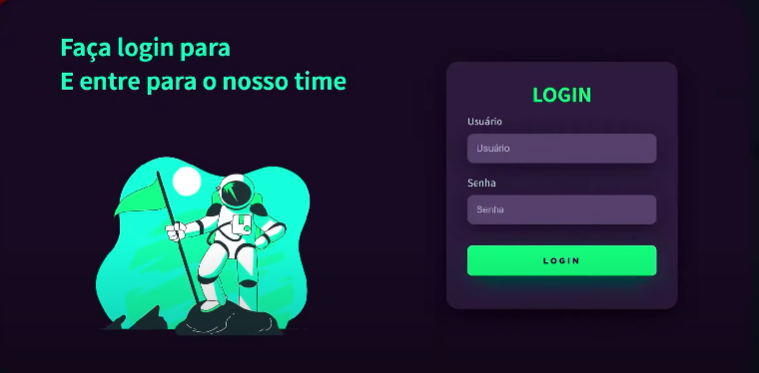 Faça login para
E entre para o nosso time
LOGIN
Usuário
Usuário
Senha
Senha
LOGIN